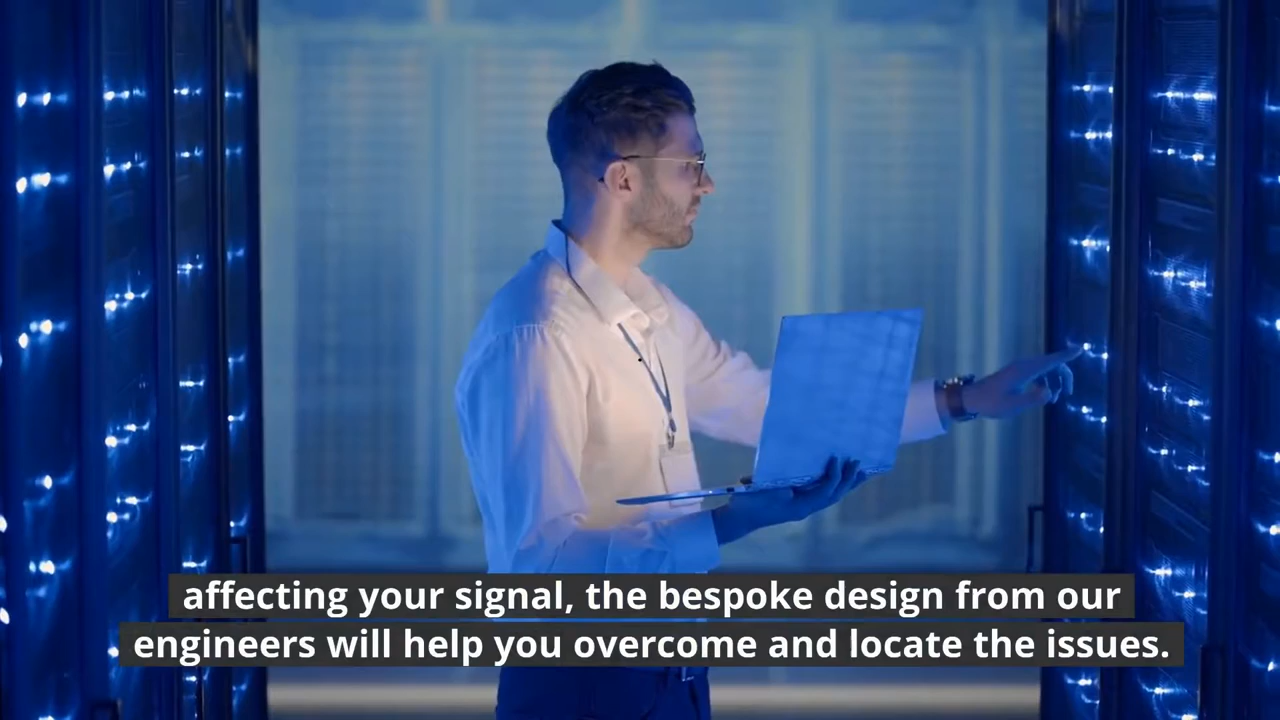 affecting your signal, the bespoke design from our
engineers will help you overcome and locate the issues.